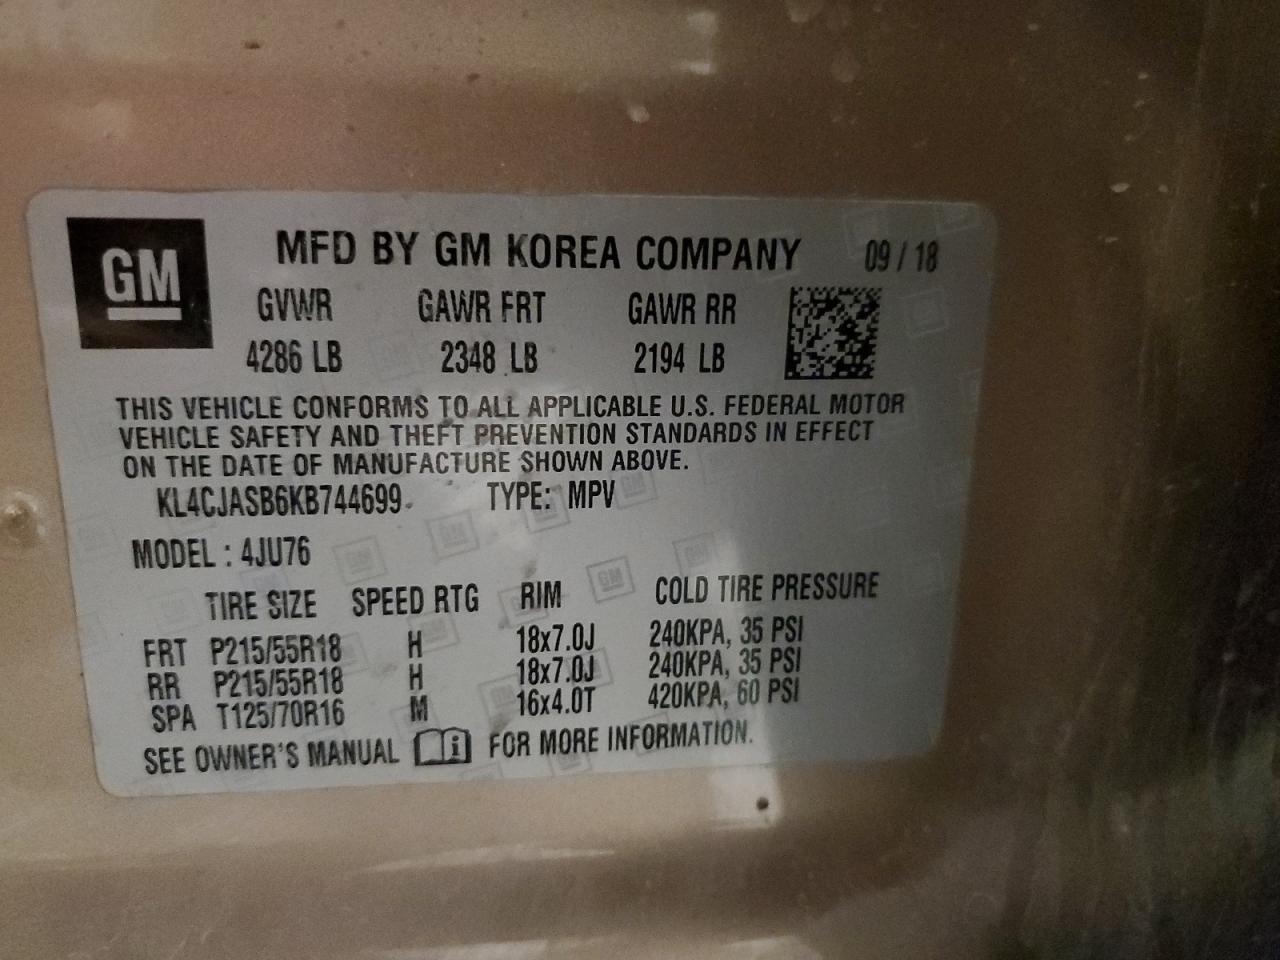 GM MFD BY GM KOREA COMPANY 09 / 18
GVWR GAWR FRT GAWR RR
4286 LB 2348 LB 2194 LB
THIS VEHICLE CONFORMS TO ALL APPLICABLE U.S. FEDERAL MOTOR
VEHICLE SAFETY AND THEFT PREVENTION STANDARDS IN EFFECT
ON THE DATE OF MANUFACTURE SHOWN ABOVE.
KL4CJASB6KB744699 TYPE: MPV
MODEL : 4JU76
TIRE SIZE SPEED RTG RIM COLD TIRE PRESSURE
FRT P215/55R18 H 18x7.0J 240KPA, 35 PSI
RR P215/55R18 H 18x7.0J 240KPA, 35 PSI
SPA T125/70R16 M 16x4.0T 420KPA, 60 PSI
SEE OWNER'S MANUAL i FOR MORE INFORMATION.